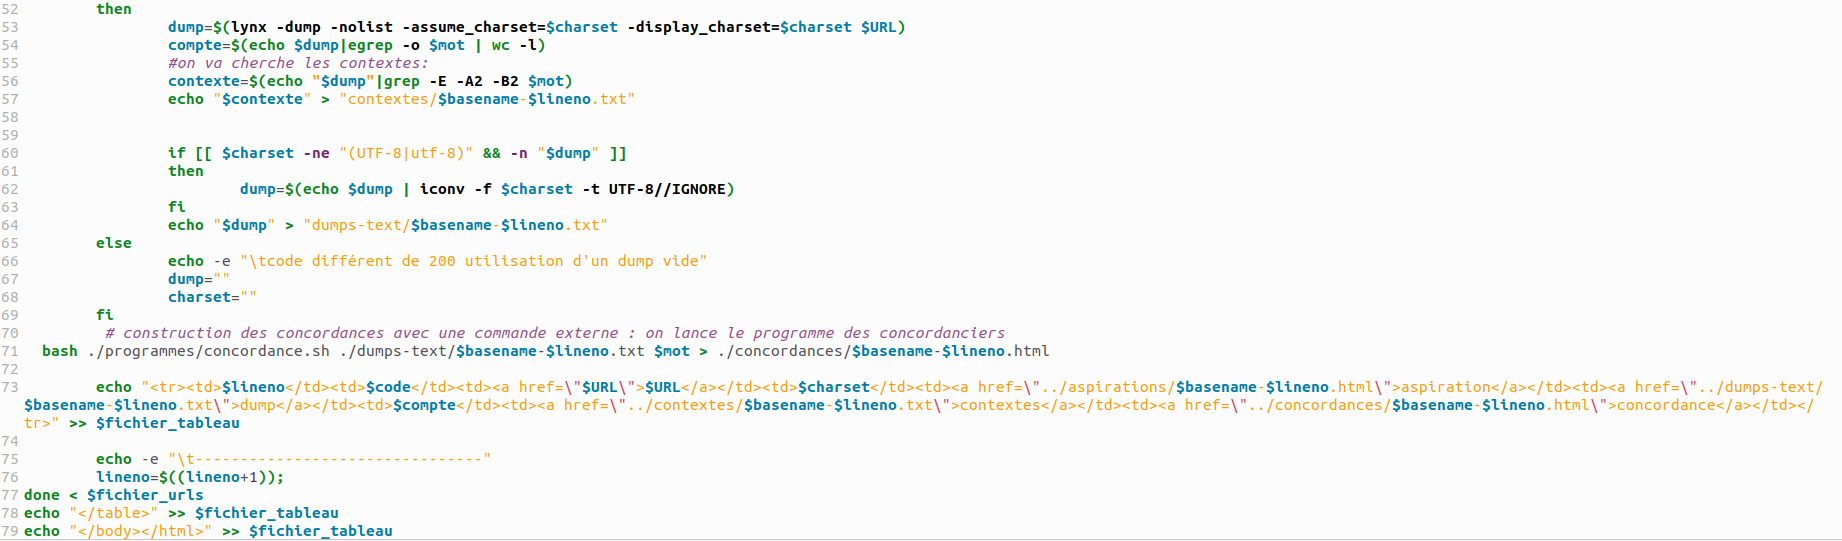 52 then
53 dump=$(lynx -dump -nolist -assume_charset=$charset -display_charset=$charset $URL)
54 compte=$(echo $dump|egrep -o $mot | wc -l)
55 #on va cherche les contextes:
56 contexte=$(echo "$dump"|grep -E -A2 -B2 $mot)
57 echo "$contexte" > "contextes/$basename-$lineno.txt"
58
59
60 if [[ $charset -ne "(UTF-8|utf-8)" && -n "$dump" ]]
61 then
62 dump=$(echo $dump | iconv -f $charset -t UTF-8//IGNORE)
63 fi
64 echo "$dump" > "dumps-text/$basename-$lineno.txt"
65 else
66 echo -e "\tcode différent de 200 utilisation d'un dump vide"
67 dump=""
68 charset=""
69 fi
70 # construction des concordances avec une commande externe : on lance le programme des concordanciers
71 bash ./programmes/concordance.sh ./dumps-text/$basename-$lineno.txt $mot > ./concordances/$basename-$lineno.html
72
73 echo "<tr><td>$lineno</td><td>$code</td><td><a href=\"$URL\">$URL</a></td><td>$charset</td><td><a href=\"../aspirations/$basename-$lineno.html\">aspiration</a></td><td><a href=\"../dumps-text/
$basename-$lineno.txt\">dump</a></td><td>$compte</td><td><a href=\"../contextes/$basename-$lineno.txt\">contextes</a></td><td><a href=\"../concordances/$basename-$lineno.html\">concordance</a></td></
tr>" >> $fichier_tableau
74
75 echo -e "\t--------------------------------"
76 lineno=$((lineno+1));
77 done < $fichier_urls
78 echo "</table>" >> $fichier_tableau
79 echo "</body></html>" >> $fichier_tableau